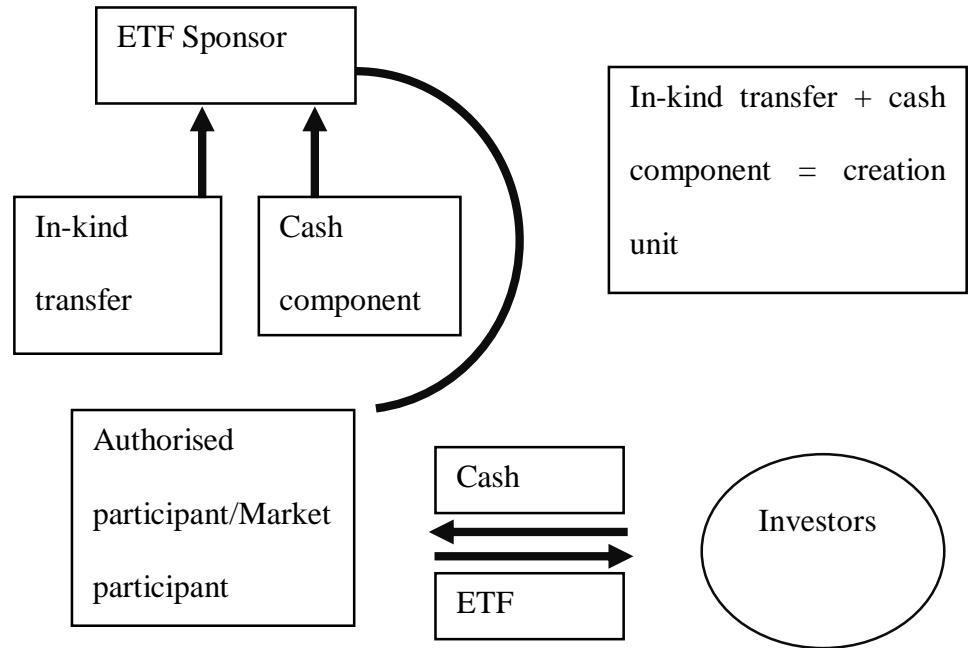 ETF Sponsor
In-kind transfer + cash
component = creation
unit
In-kind
transfer
Cash
component
Authorised
participant/Market
participant
Cash
ETF
Investors